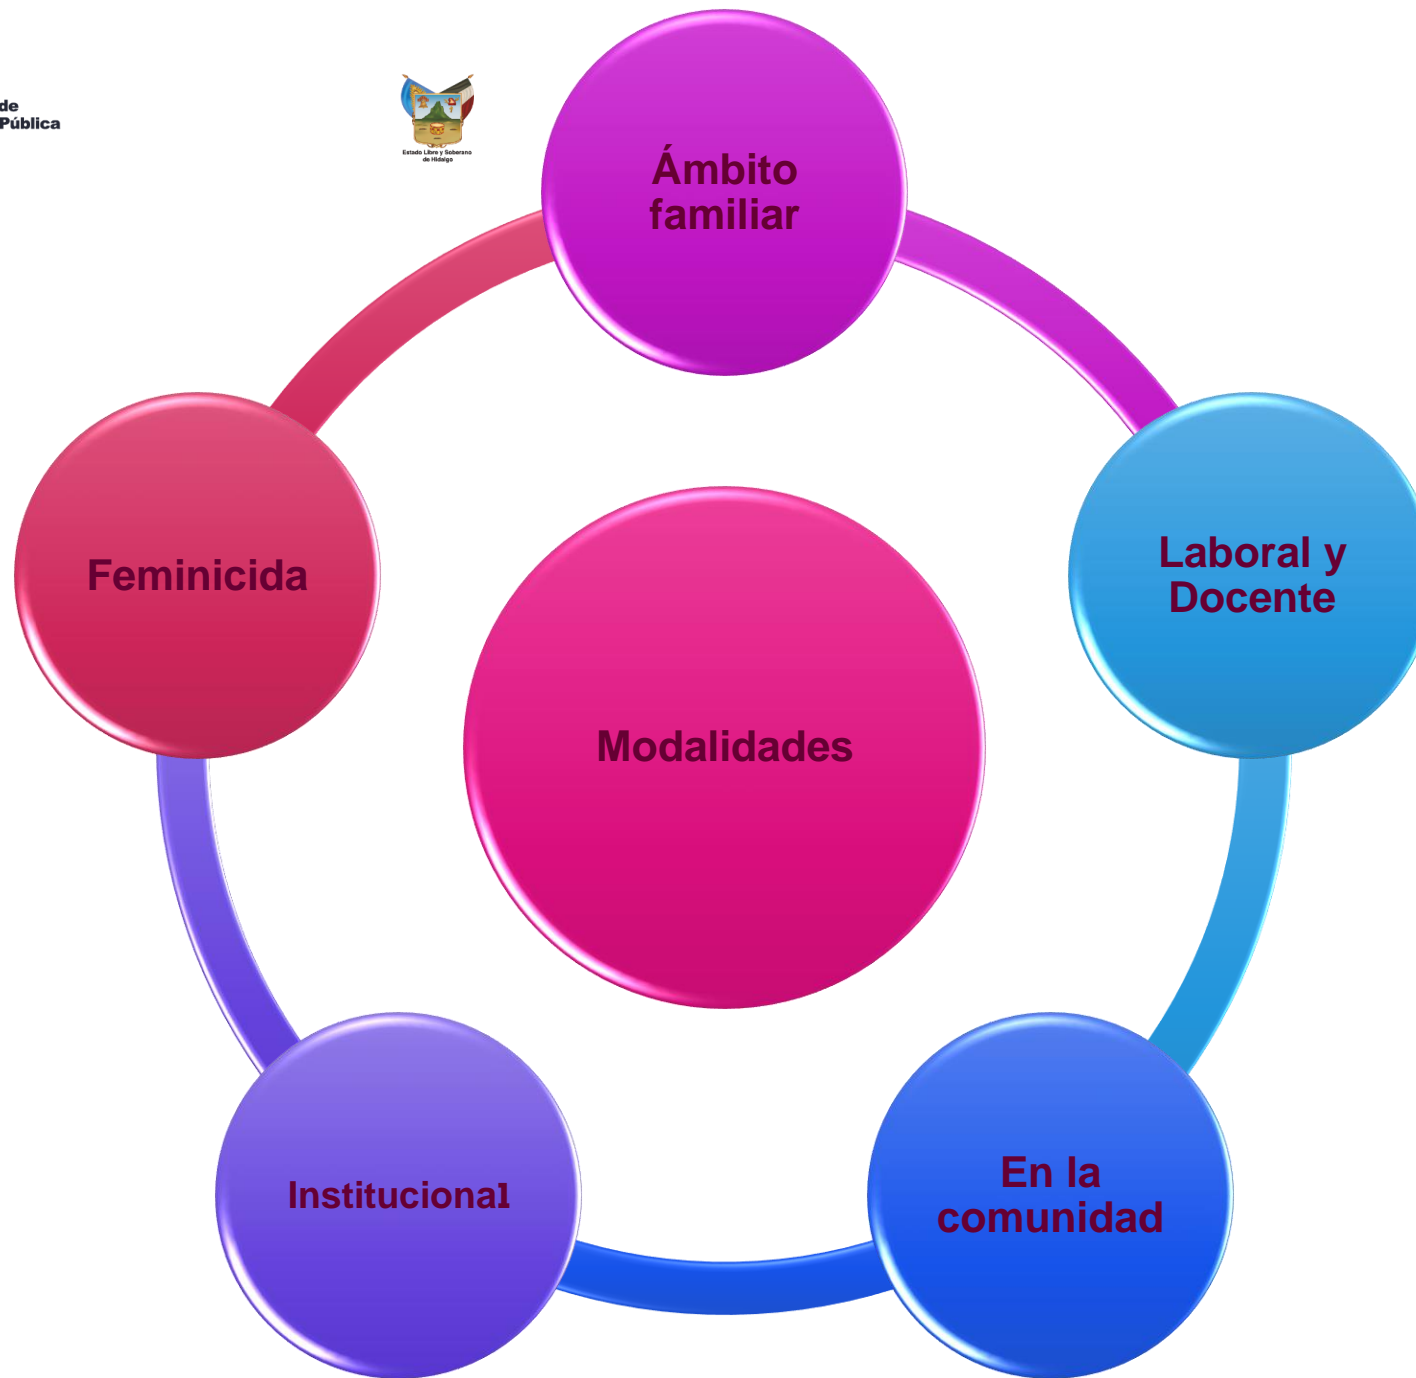 de
Pública
Estado Libre y Soberano
de Hidalgo
Ámbito
familiar
Laboral y
Docente
En la
comunidad
Institucional
Feminicida
Modalidades